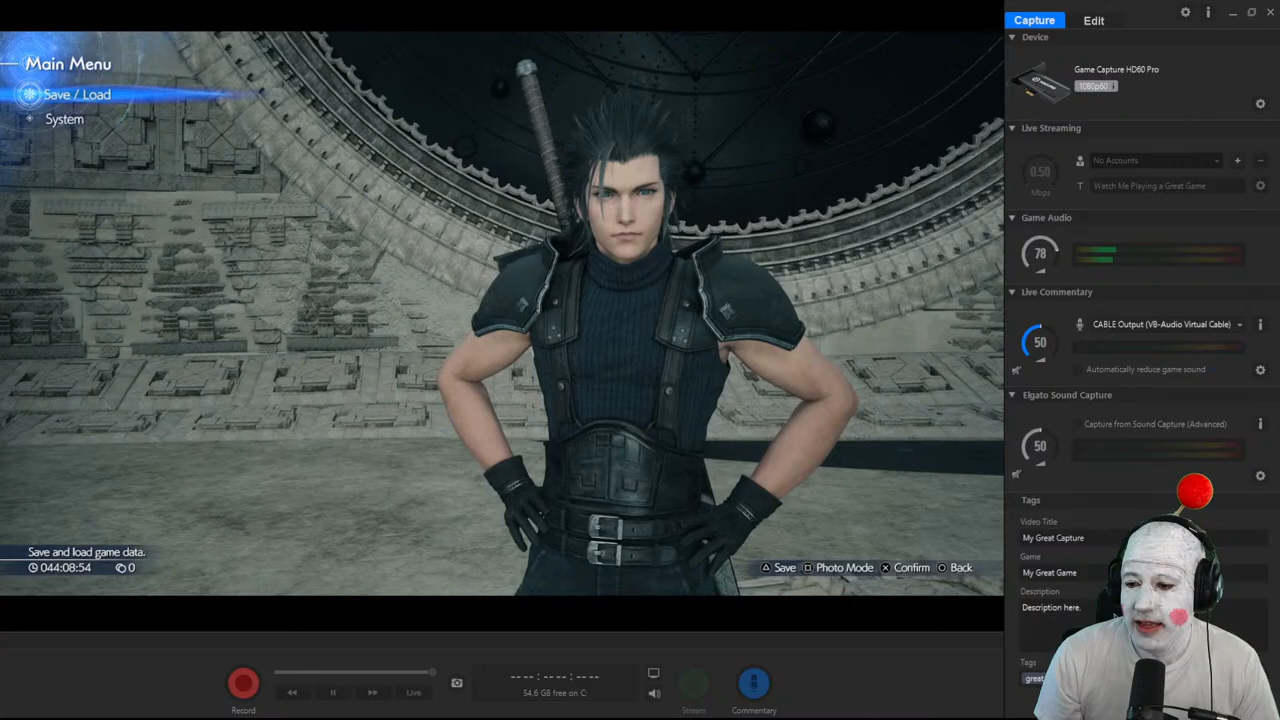 Main Menu
Save / Load
System
Save and load game data.
044:08:54
0
Save
Photo Mode
Confirm
Back
Record
Live
--:--:--
54.6 GB free on C:
Stream
Commentary
Capture
Edit
Device
Game Capture HD60 Pro
1080p60
Live Streaming
0.50
Mbps
No Accounts
T
Watch Me Playing a Great Game
Game Audio
78
Live Commentary
50
CABLE Output (VB-Audio Virtual Cable)
Automatically reduce game sound
Elgato Sound Capture
50
Capture from Sound Capture (Advanced)
Tags
Video Title
My Great Capture
Game
My Great Game
Description
Description here.
Tags
great